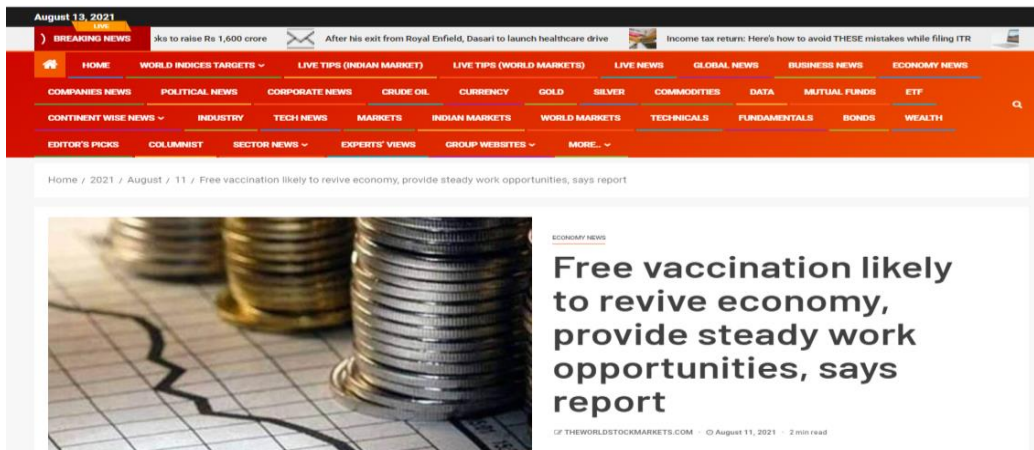 August 13, 2021
LIVE
BREAKING NEWS ks to raise Rs 1,600 crore After his exit from Royal Enfield, Dasari to launch healthcare drive Income tax return: Here's how to avoid THESE mistakes while filing ITR
HOME WORLD INDICES TARGETS LIVE TIPS (INDIAN MARKET) LIVE TIPS (WORLD MARKETS) LIVE NEWS GLOBAL NEWS BUSINESS NEWS ECONOMY NEWS
COMPANIES NEWS POLITICAL NEWS CORPORATE NEWS CRUDE OIL CURRENCY GOLD SILVER COMMODITIES DATA MUTUAL FUNDS ETF
CONTINENT WISE NEWS INDUSTRY TECH NEWS MARKETS INDIAN MARKETS WORLD MARKETS TECHNICALS FUNDAMENTALS BONDS WEALTH
EDITOR'S PICKS COLUMNIST SECTOR NEWS EXPERTS' VIEWS GROUP WEBSITES MORE..
Home / 2021 / August / 11 / Free vaccination likely to revive economy, provide steady work opportunities, says report
ECONOMY NEWS
Free vaccination likely
to revive economy,
provide steady work
opportunities, says
report
THEWORLDSTOCKMARKETS.COM August 11, 2021 2 min read